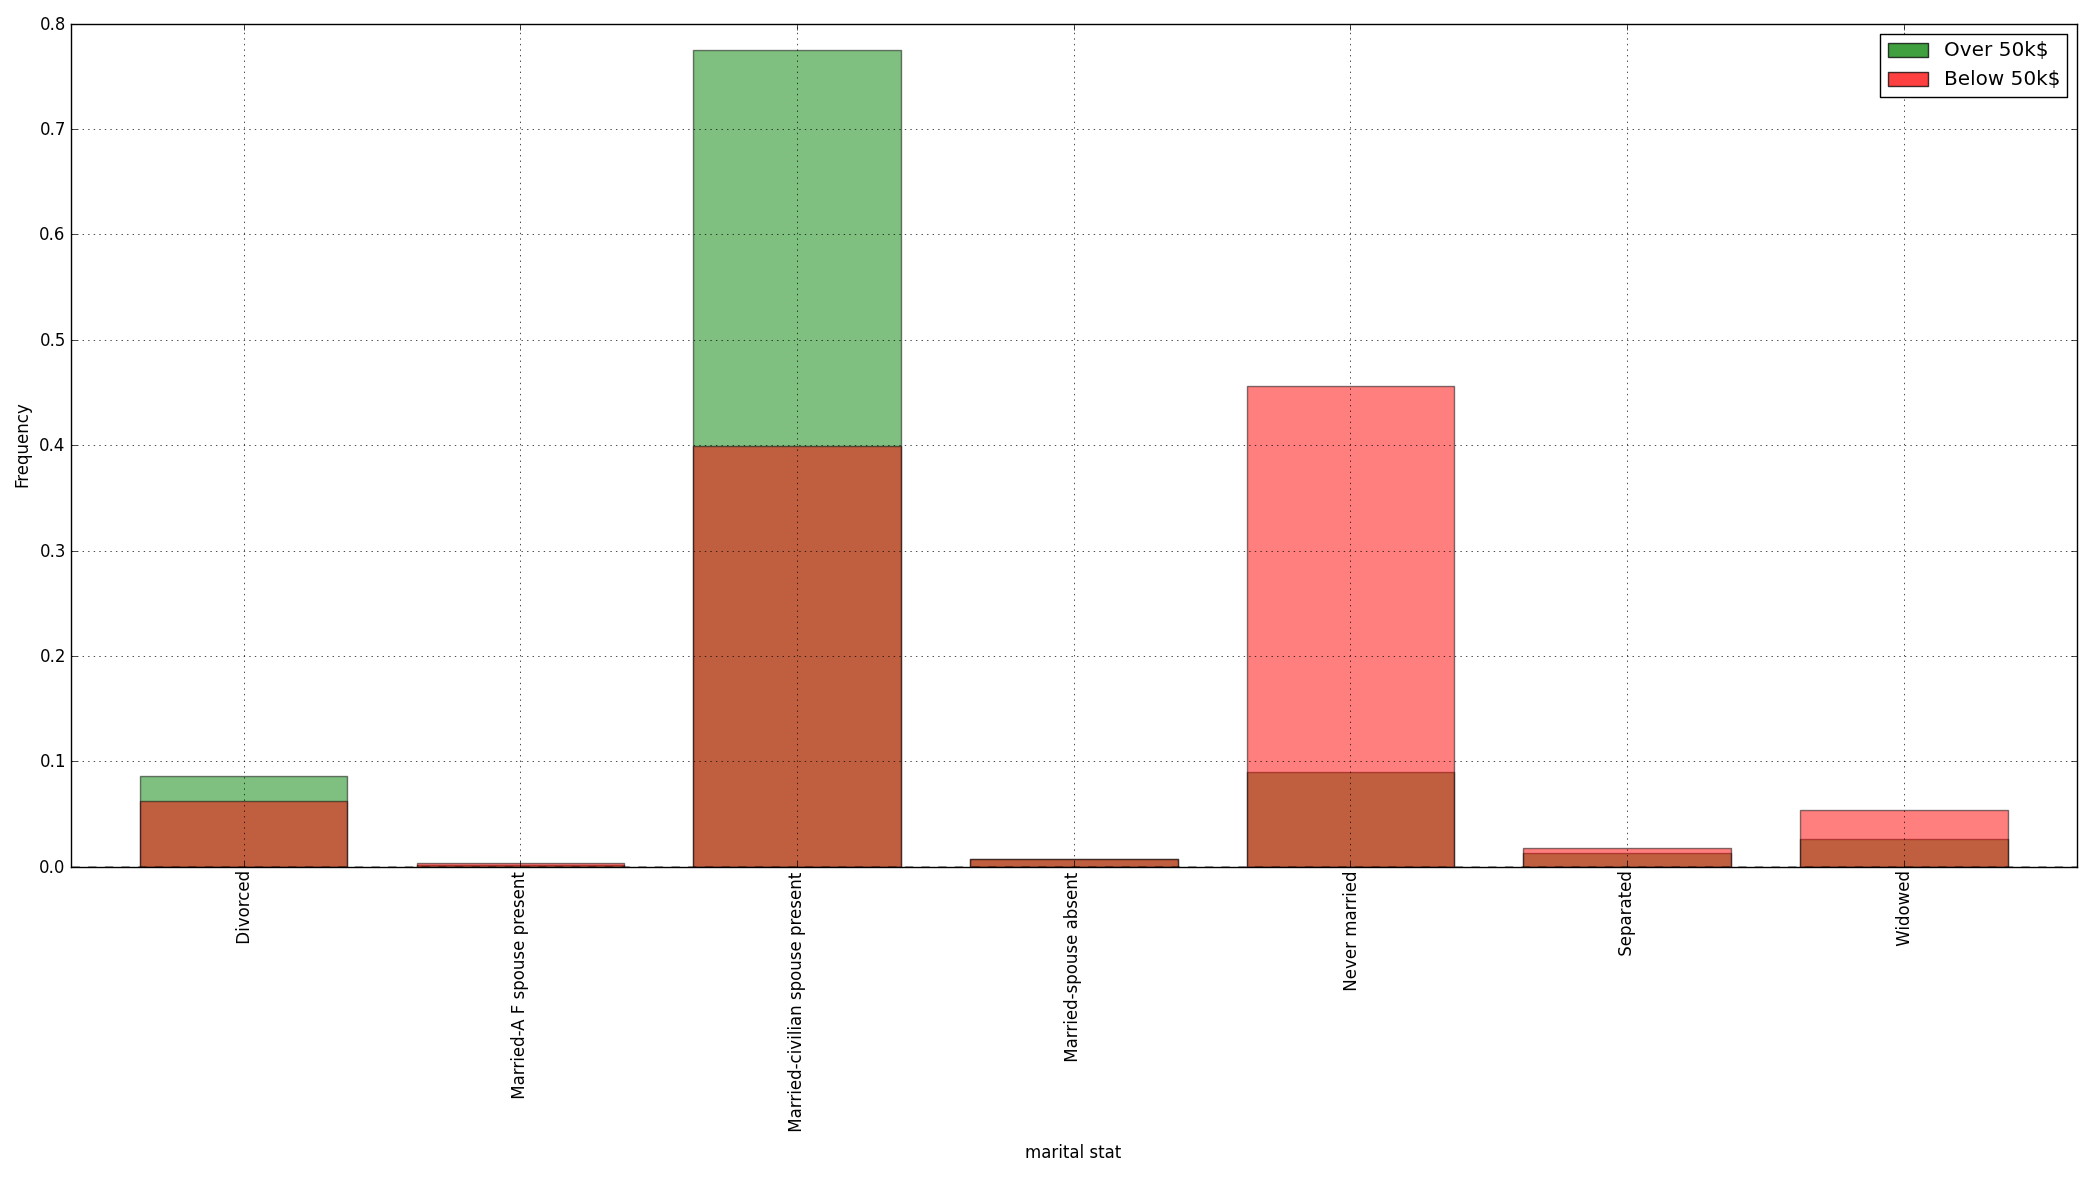 0.8
0.7
0.6
0.5
0.4
0.3
0.2
0.1
0.0
Frequency
Over 50k$
Below 50k$
Divorced
Married-A F spouse present
Married-civilian spouse present
Married-spouse absent
Never married
Separated
Widowed
marital stat